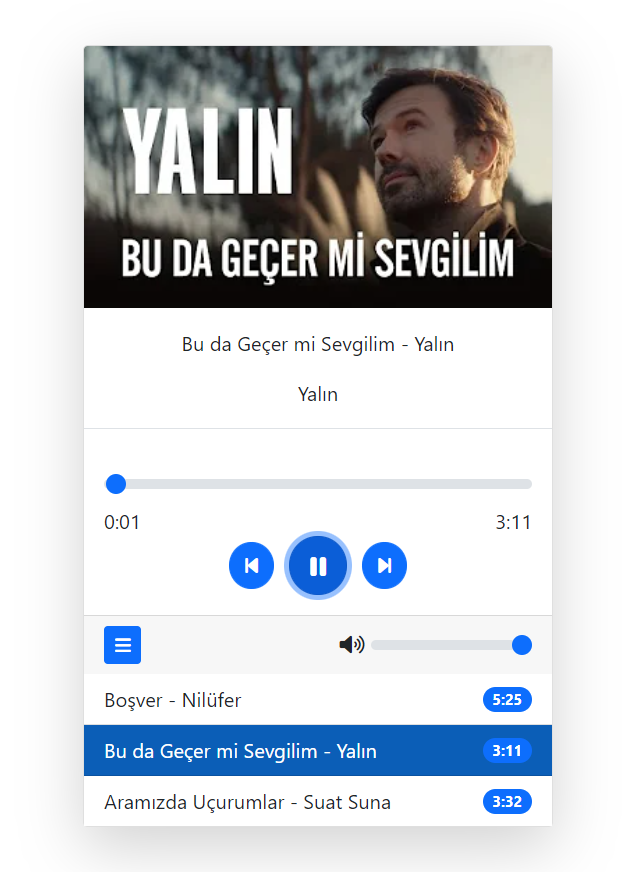 YALIN
BU DA GEÇER Mİ SEVGİLİM
Bu da Geçer mi Sevgilim - Yalın
Yalın
0:01 3:11
Boşver - Nilüfer 5:25
Bu da Geçer mi Sevgilim - Yalın 3:11
Aramızda Uçurumlar - Suat Suna 3:32